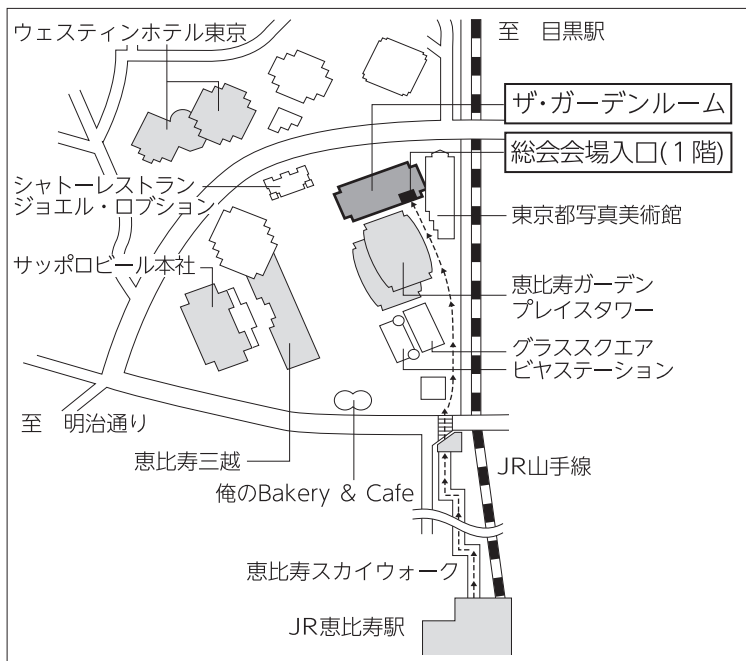 ウェスティンホテル東京
至　目黒駅
ザ・ガーデンルーム
総会会場入口(1階)
シャトーレストラン
ジョエル・ロブション
東京都写真美術館
サッポロビール本社
恵比寿ガーデン
プレイスタワー
グラススクエア
ビヤステーション
至　明治通り
恵比寿三越
JR山手線
俺のBakery & Cafe
恵比寿スカイウォーク
JR恵比寿駅